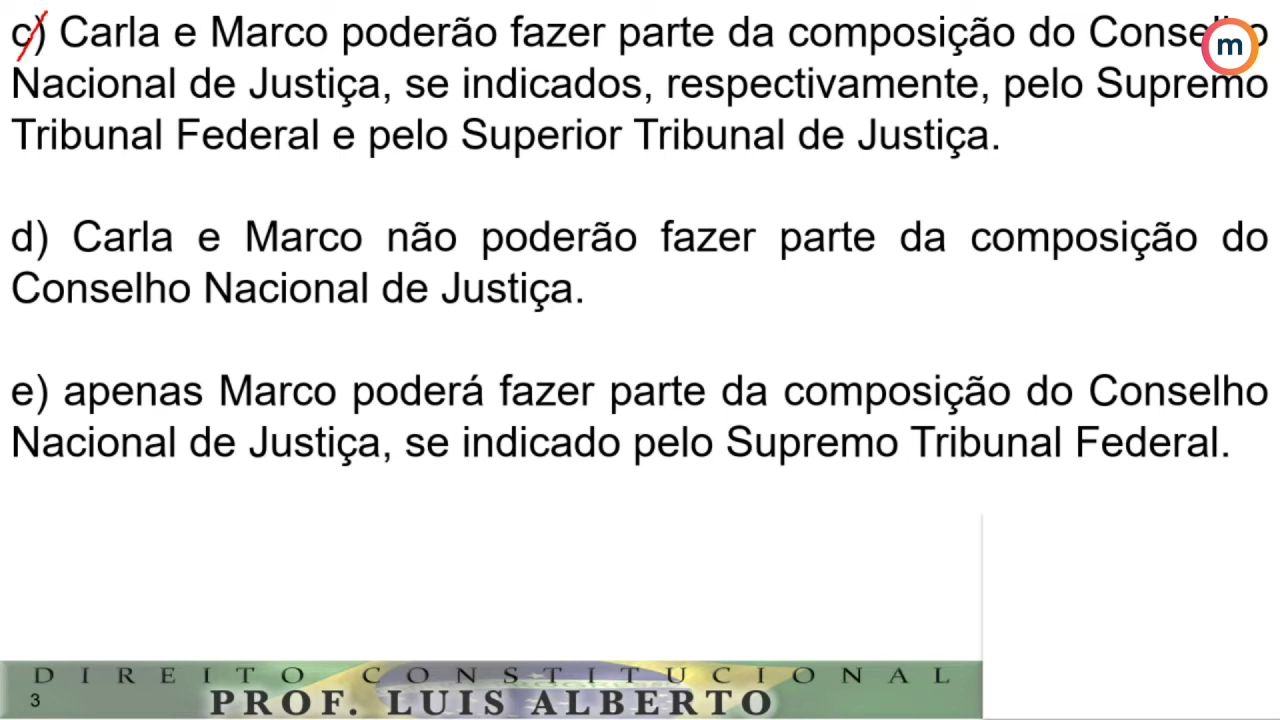 c) Carla e Marco poderão fazer parte da composição do Conselho
m
Nacional de Justiça, se indicados, respectivamente, pelo Supremo
Tribunal Federal e pelo Superior Tribunal de Justiça.
d) Carla e Marco não poderão fazer parte da composição do
Conselho Nacional de Justiça.
e) apenas Marco poderá fazer parte da composição do Conselho
Nacional de Justiça, se indicado pelo Supremo Tribunal Federal.
DIREITO CONSTITUCIONAL
3
PROF. LUIS ALBERTO